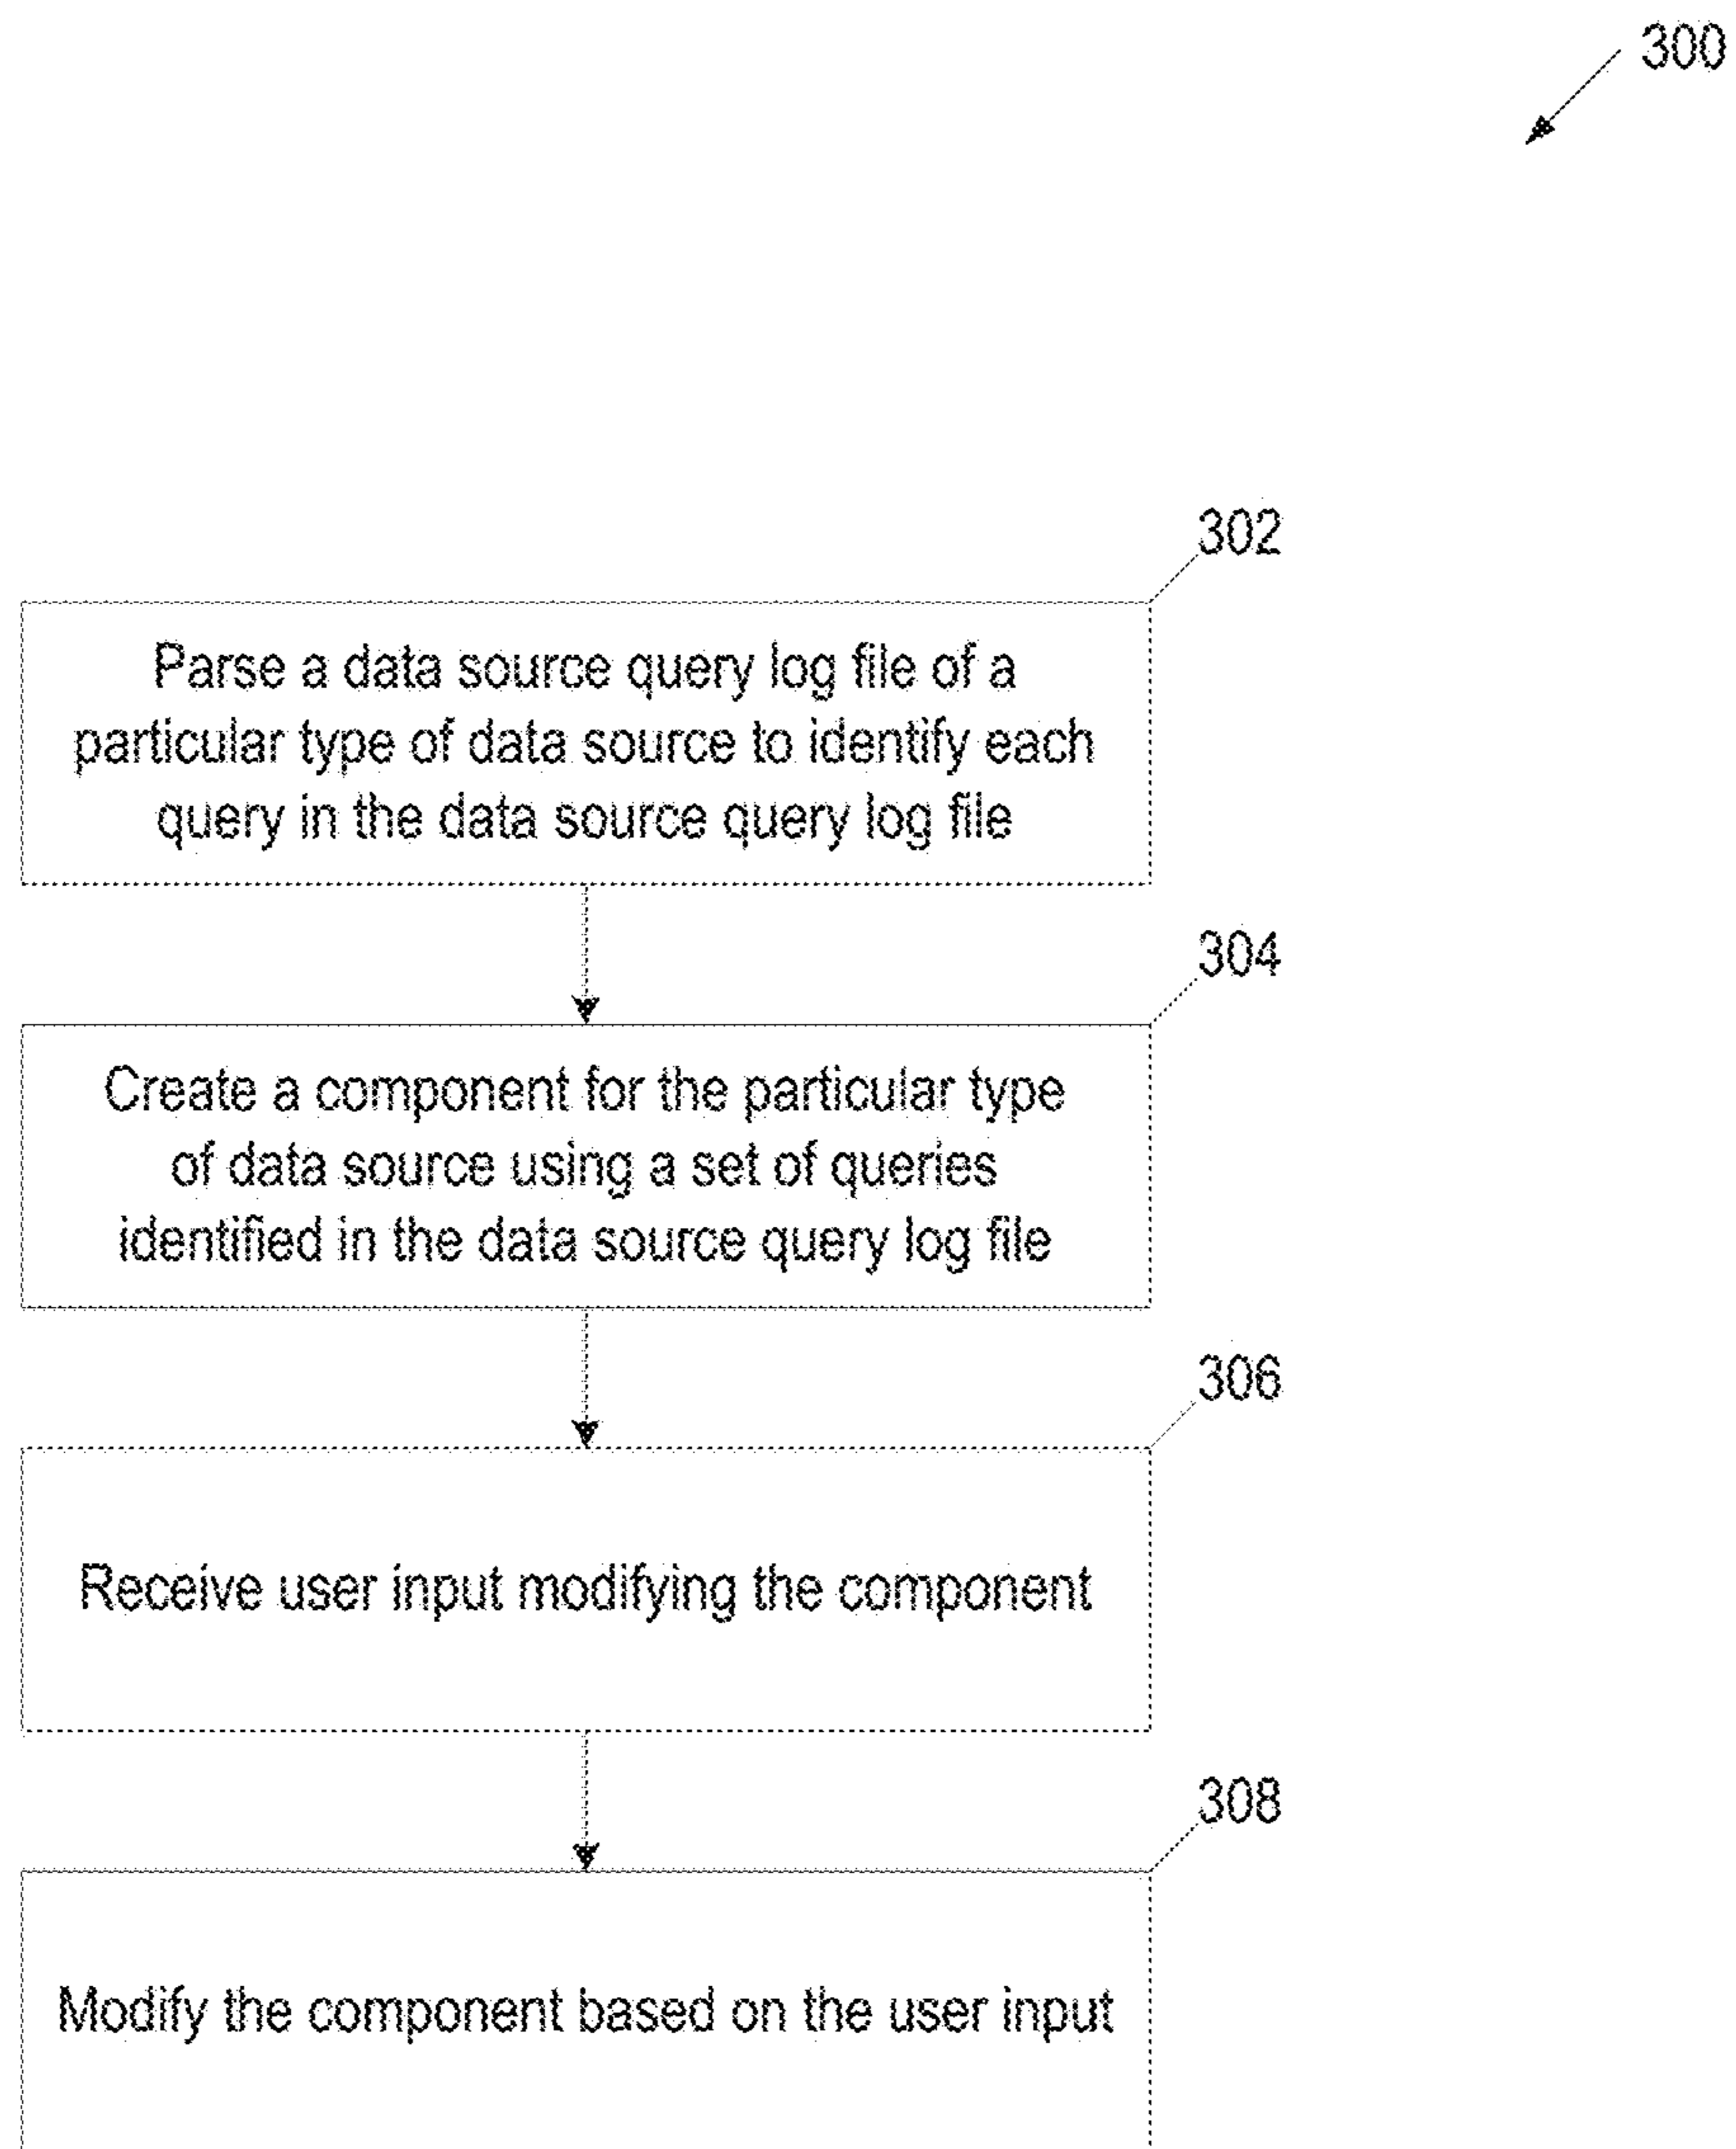 300
302
Parse a data source query log file of a
particular type of data source to identify each
query in the data source query log file
304
Create a component for the particular type
of data source using a set of queries
identified in the data source query log file
306
Receive user input modifying the component
308
Modify the component based on the user input